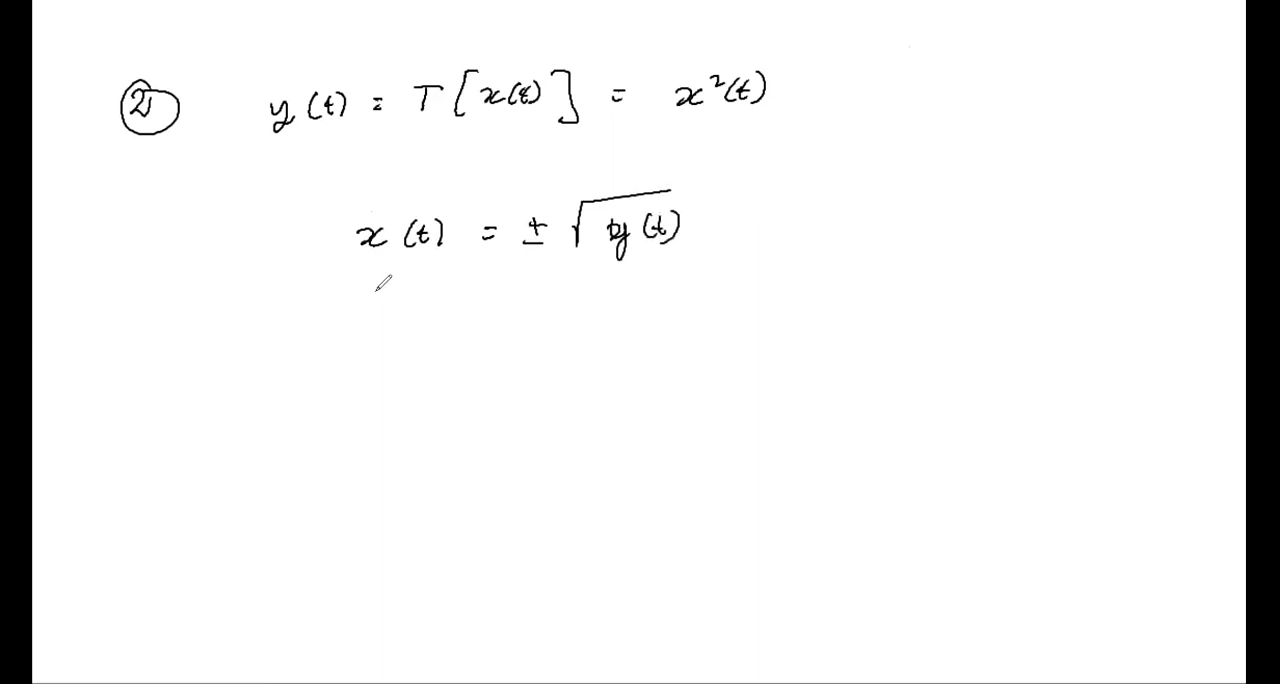 ② y(t) = T[x(t)] = x²(t)
x(t) = ± √y(t)